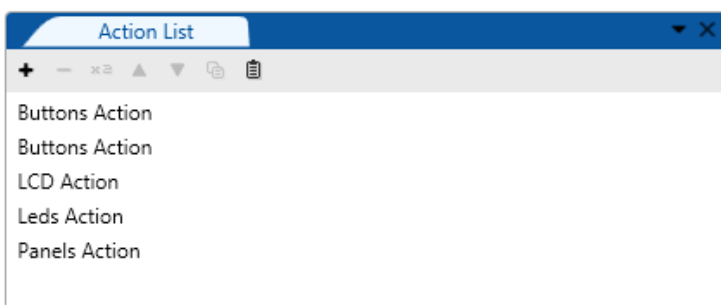 Action List
Buttons Action
Buttons Action
LCD Action
Leds Action
Panels Action